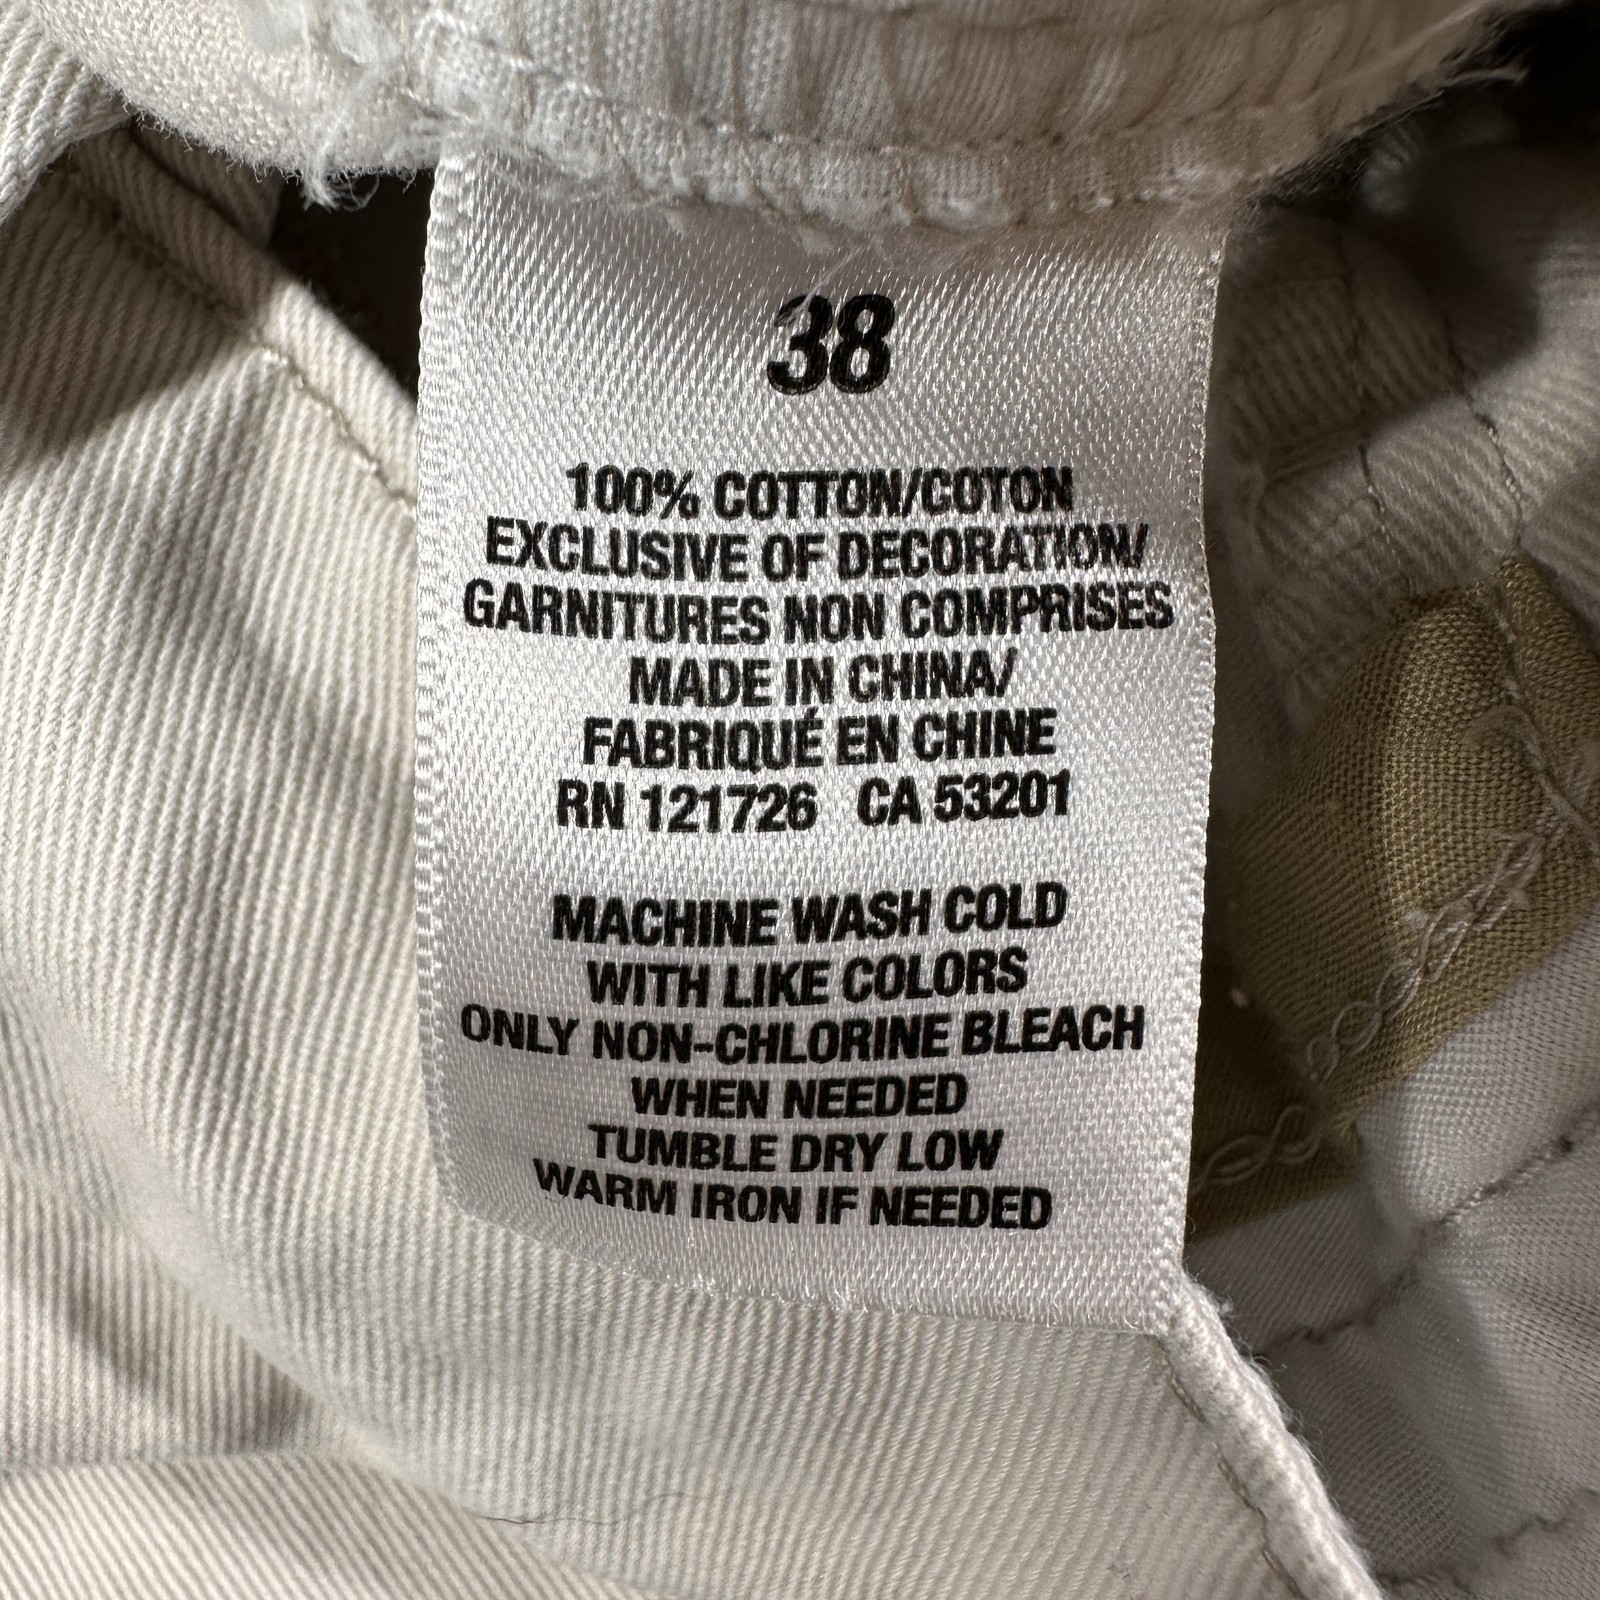 38
100% COTTON/COTON
EXCLUSIVE OF DECORATION/
GARNITURES NON COMPRISES
MADE IN CHINA/
FABRIQUÉ EN CHINE
RN 121726 CA 53201
MACHINE WASH COLD
WITH LIKE COLORS
ONLY NON-CHLORINE BLEACH
WHEN NEEDED
TUMBLE DRY LOW
WARM IRON IF NEEDED